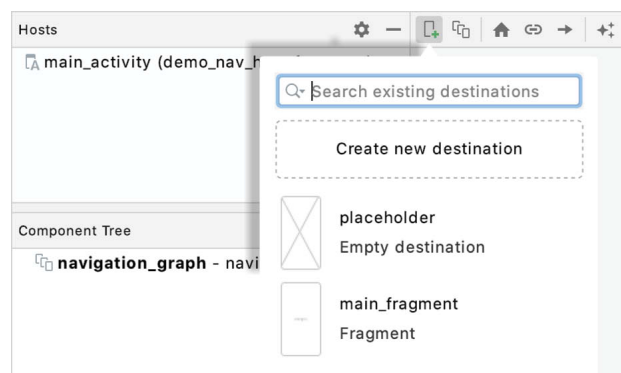 Hosts
main_activity (demo_nav_h
Search existing destinations
Create new destination
placeholder
Empty destination
Component Tree
navigation_graph - navi
main_fragment
Fragment